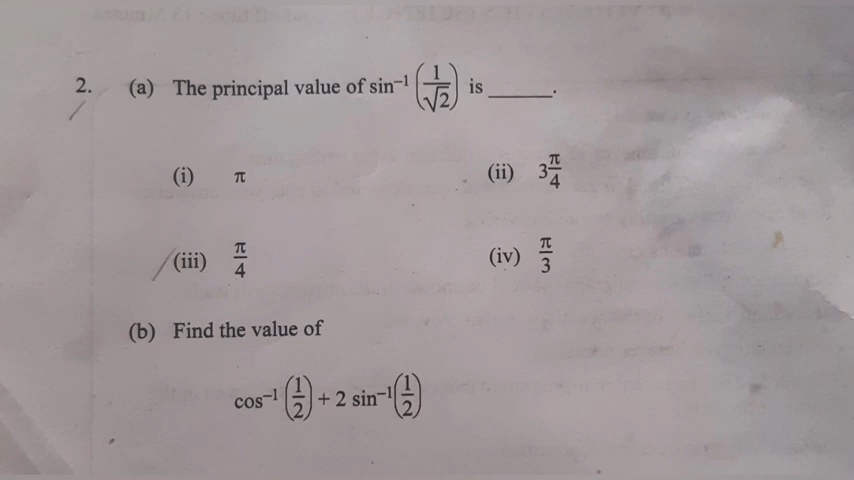 2. (a) The principal value of sin⁻¹ (1/√2) is ______.
(i) π (ii) 3π/4
(iii) π/4 (iv) π/3
(b) Find the value of
cos⁻¹ (1/2) + 2 sin⁻¹ (1/2)